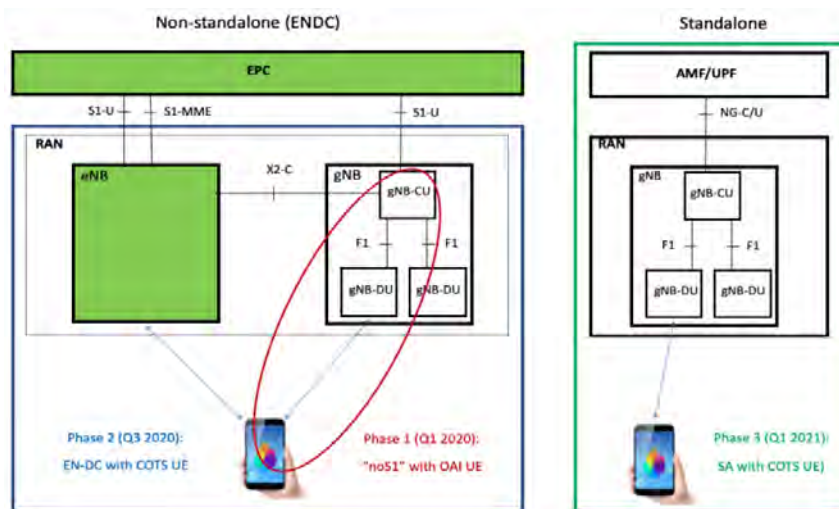 Non-standalone (ENDC)
Standalone
EPC
AMF/UPF
S1-U
S1-MME
S1-U
NG-C/U
RAN
RAN
eNB
X2-C
gNB
gNB
gNB-CU
gNB-CU
F1
F1
F1
F1
gNB-DU
gNB-DU
gNB-DU
gNB-DU
Phase 2 (Q3 2020):
EN-DC with COTS UE
Phase 1 (Q1 2020):
"noS1" with OAI UE
Phase 3 (Q1 2021):
SA with COTS UE)